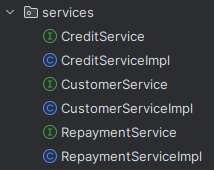 services
CreditService
CreditServiceImpl
CustomerService
CustomerServiceImpl
RepaymentService
RepaymentServiceImpl